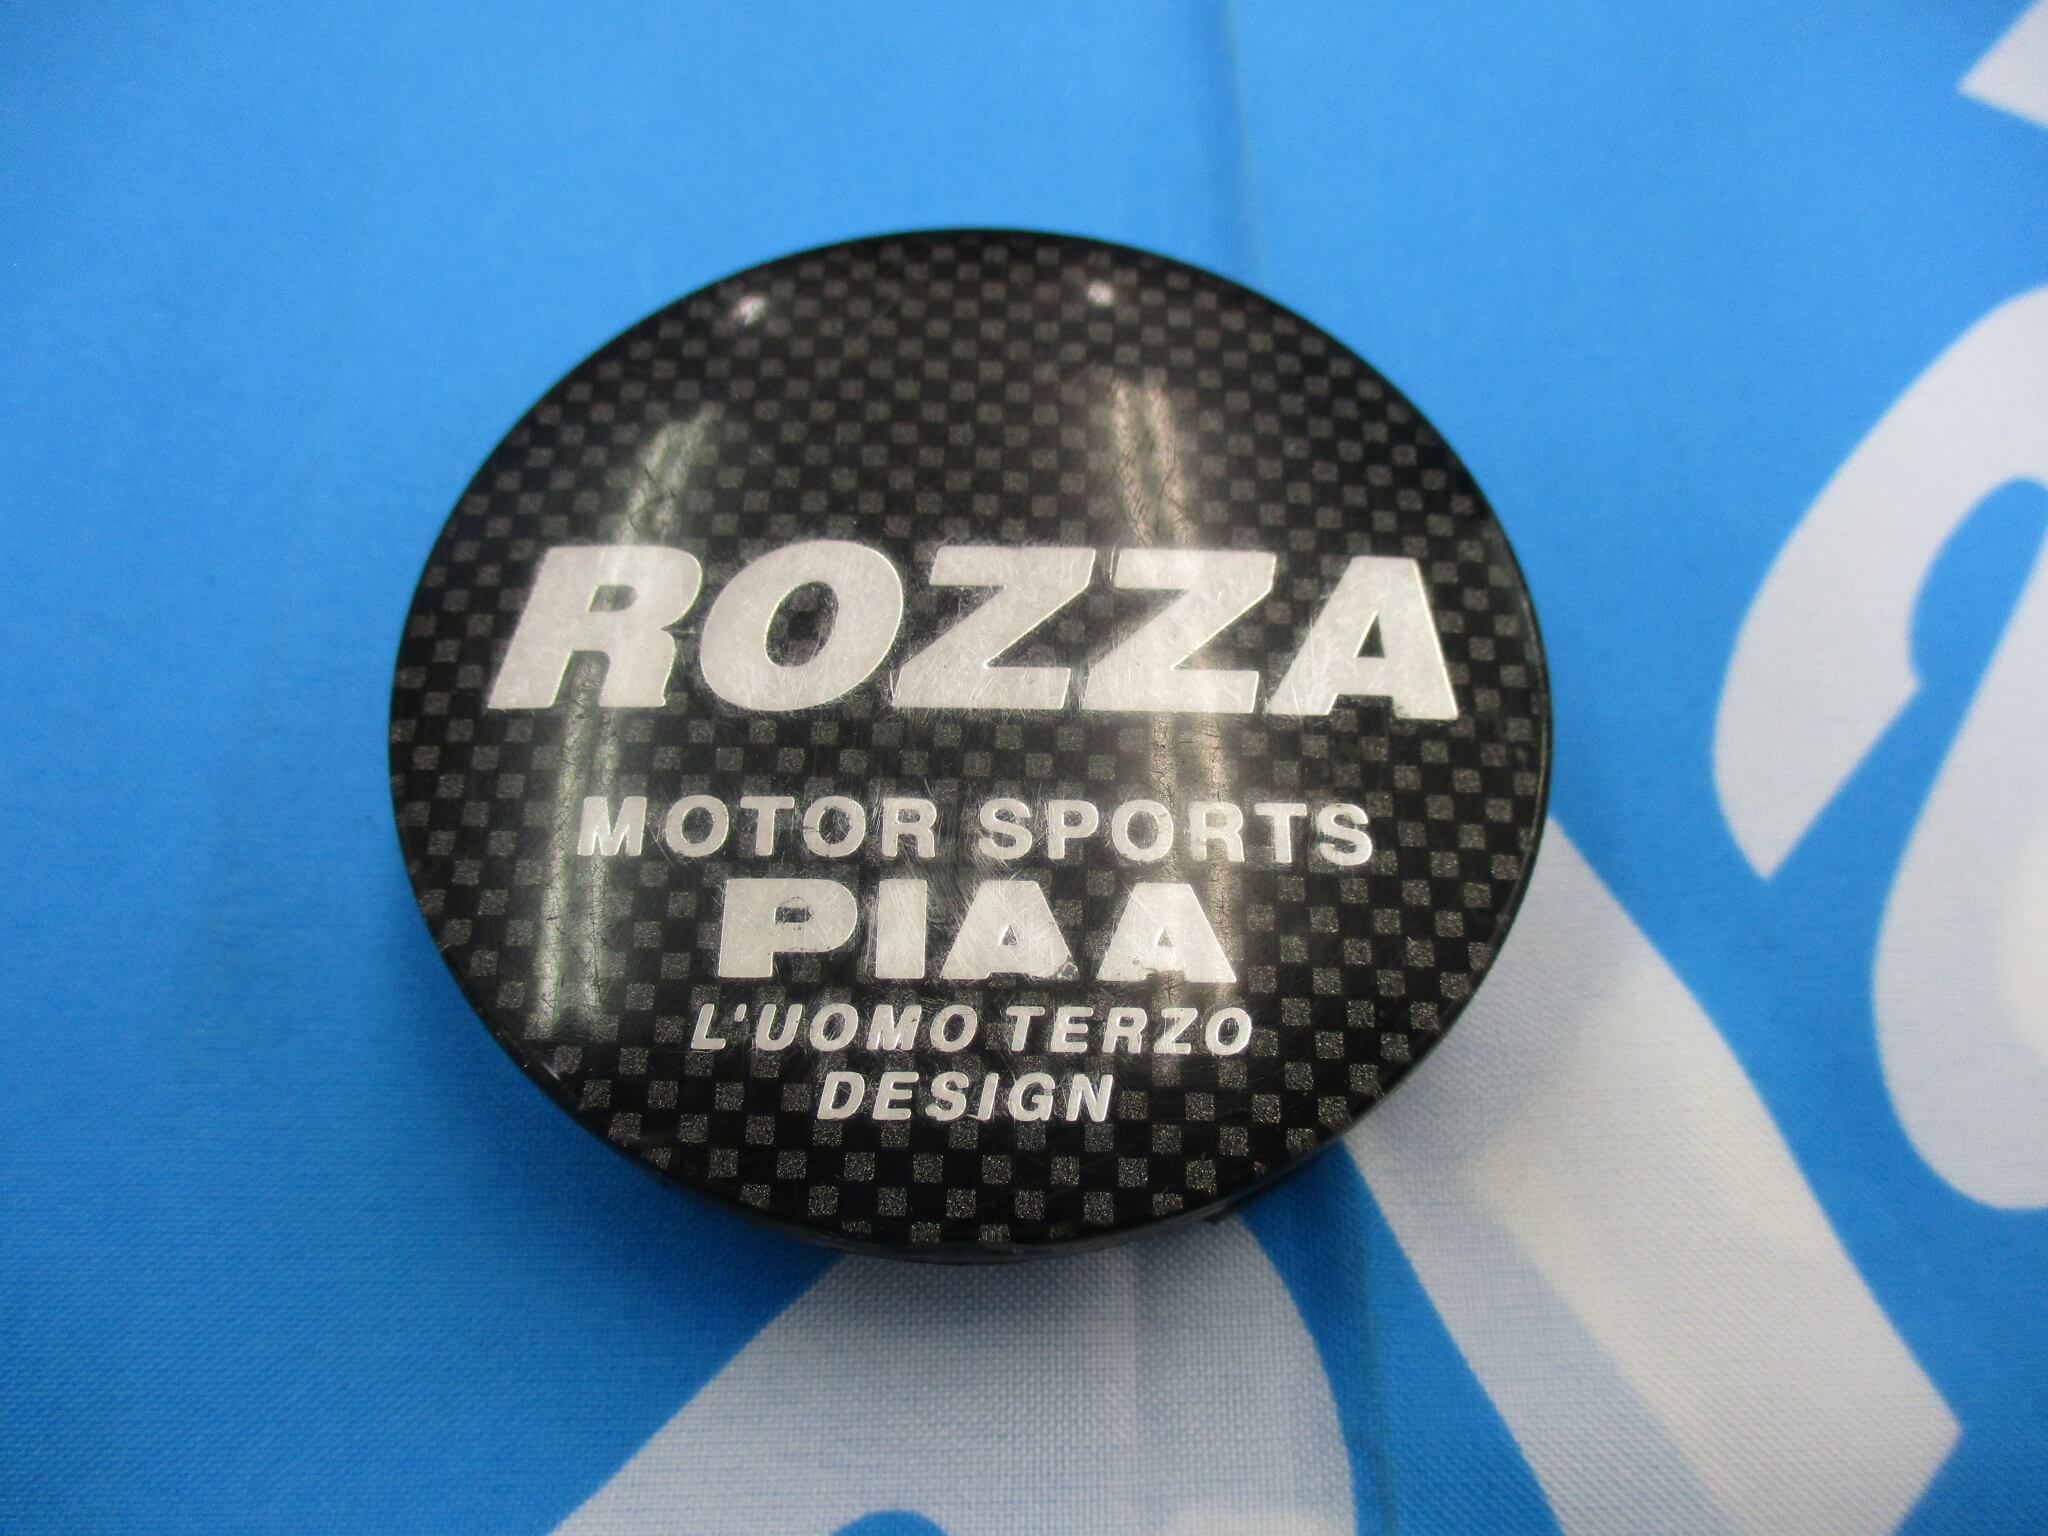 ROZZA
MOTOR SPORTS
PIAA
L'UOMO TERZO
DESIGN